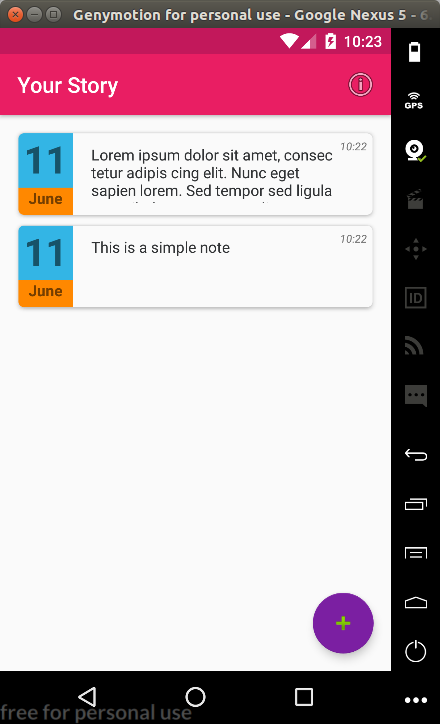 Genymotion for personal use - Google Nexus 5 - 6
10:23
Your Story
GPS
11
June
10:22
Lorem ipsum dolor sit amet, consec
tetur adipis cing elit. Nunc eget
sapien lorem. Sed tempor sed ligula
11
June
10:22
This is a simple note
ID
+
free for personal use